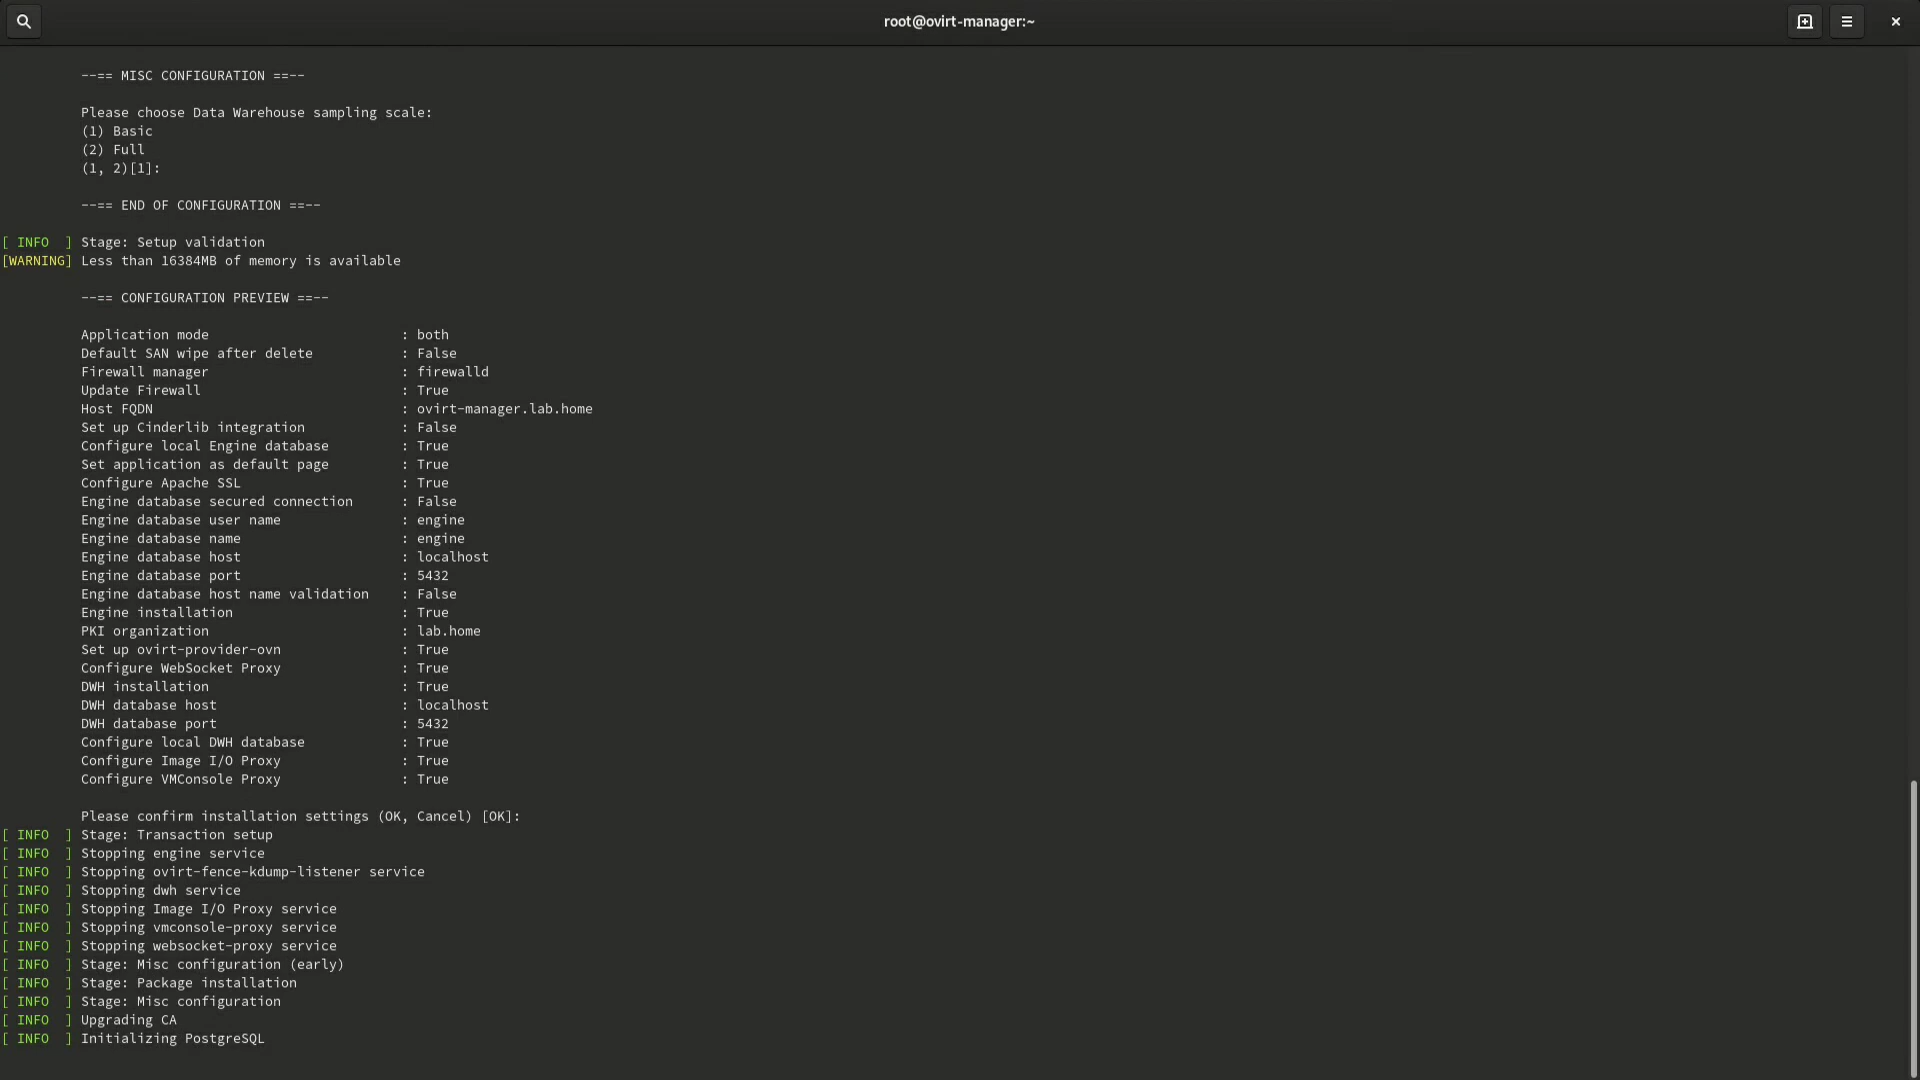 root@ovirt-manager:~
--== MISC CONFIGURATION ==--
Please choose Data Warehouse sampling scale:
(1) Basic
(2) Full
(1, 2)[1]:
--== END OF CONFIGURATION ==--
[ INFO  ] Stage: Setup validation
[WARNING] Less than 16384MB of memory is available
--== CONFIGURATION PREVIEW ==--
Application mode                        : both
Default SAN wipe after delete           : False
Firewall manager                        : firewalld
Update Firewall                         : True
Host FQDN                               : ovirt-manager.lab.home
Set up Cinderlib integration            : False
Configure local Engine database         : True
Set application as default page         : True
Configure Apache SSL                    : True
Engine database secured connection      : False
Engine database user name               : engine
Engine database name                    : engine
Engine database host                    : localhost
Engine database port                    : 5432
Engine database host name validation    : False
Engine installation                     : True
PKI organization                        : lab.home
Set up ovirt-provider-ovn               : True
Configure WebSocket Proxy               : True
DWH installation                        : True
DWH database host                       : localhost
DWH database port                       : 5432
Configure local DWH database            : True
Configure Image I/O Proxy               : True
Configure VMConsole Proxy               : True
Please confirm installation settings (OK, Cancel) [OK]:
[ INFO  ] Stage: Transaction setup
[ INFO  ] Stopping engine service
[ INFO  ] Stopping ovirt-fence-kdump-listener service
[ INFO  ] Stopping dwh service
[ INFO  ] Stopping Image I/O Proxy service
[ INFO  ] Stopping vmconsole-proxy service
[ INFO  ] Stopping websocket-proxy service
[ INFO  ] Stage: Misc configuration (early)
[ INFO  ] Stage: Package installation
[ INFO  ] Stage: Misc configuration
[ INFO  ] Upgrading CA
[ INFO  ] Initializing PostgreSQL